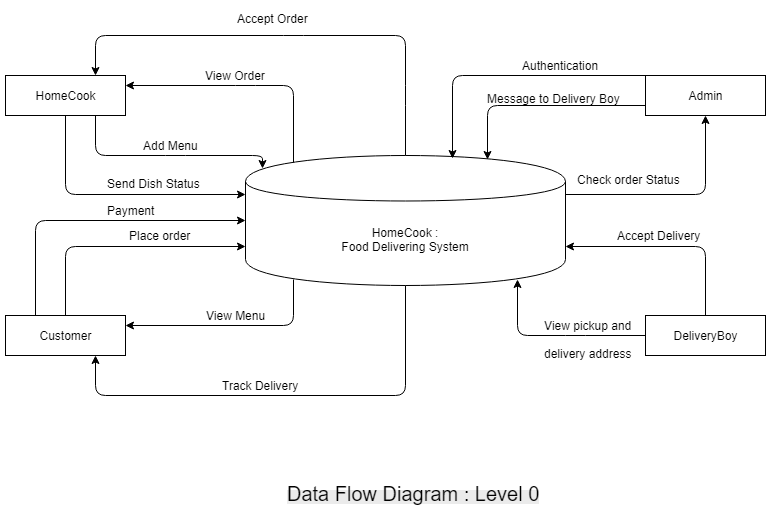 Accept Order
Authentication
View Order
HomeCook
Message to Delivery Boy
Admin
Add Menu
Send Dish Status
Check order Status
Payment
Place order
HomeCook :
Food Delivering System
Accept Delivery
View Menu
Customer
View pickup and
delivery address
DeliveryBoy
Track Delivery
Data Flow Diagram : Level 0